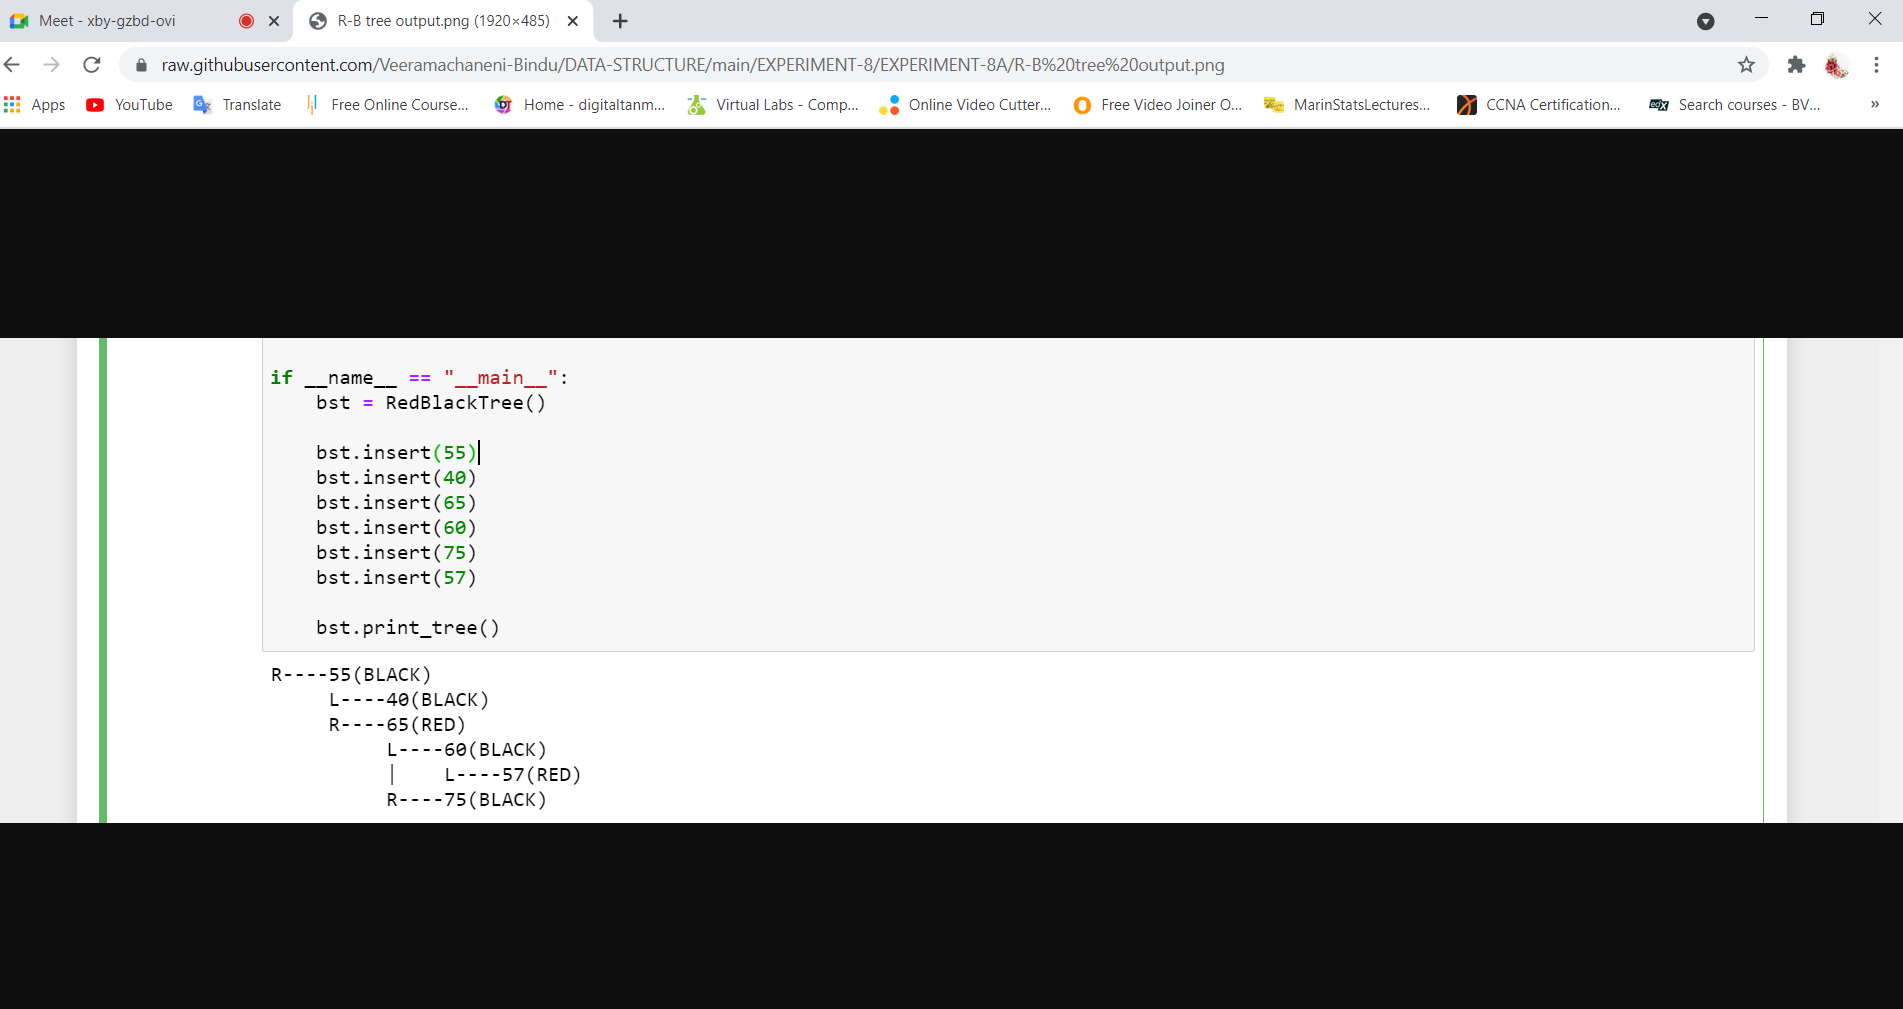 Meet - xby-gzbd-ovi
R-B tree output.png (1920×485)
raw.githubusercontent.com/Veeramachaneni-Bindu/DATA-STRUCTURE/main/EXPERIMENT-8/EXPERIMENT-8A/R-B%20tree%20output.png
Apps YouTube Translate Free Online Course... Home - digitaltanm... Virtual Labs - Comp... Online Video Cutter... Free Video Joiner O... MarinStatsLectures... CCNA Certification... edX Search courses - BV... »
if __name__ == "__main__":
    bst = RedBlackTree()
    bst.insert(55)
    bst.insert(40)
    bst.insert(65)
    bst.insert(60)
    bst.insert(75)
    bst.insert(57)
    bst.print_tree()
R----55(BLACK)
     L----40(BLACK)
     R----65(RED)
          L----60(BLACK)
          |    L----57(RED)
          R----75(BLACK)